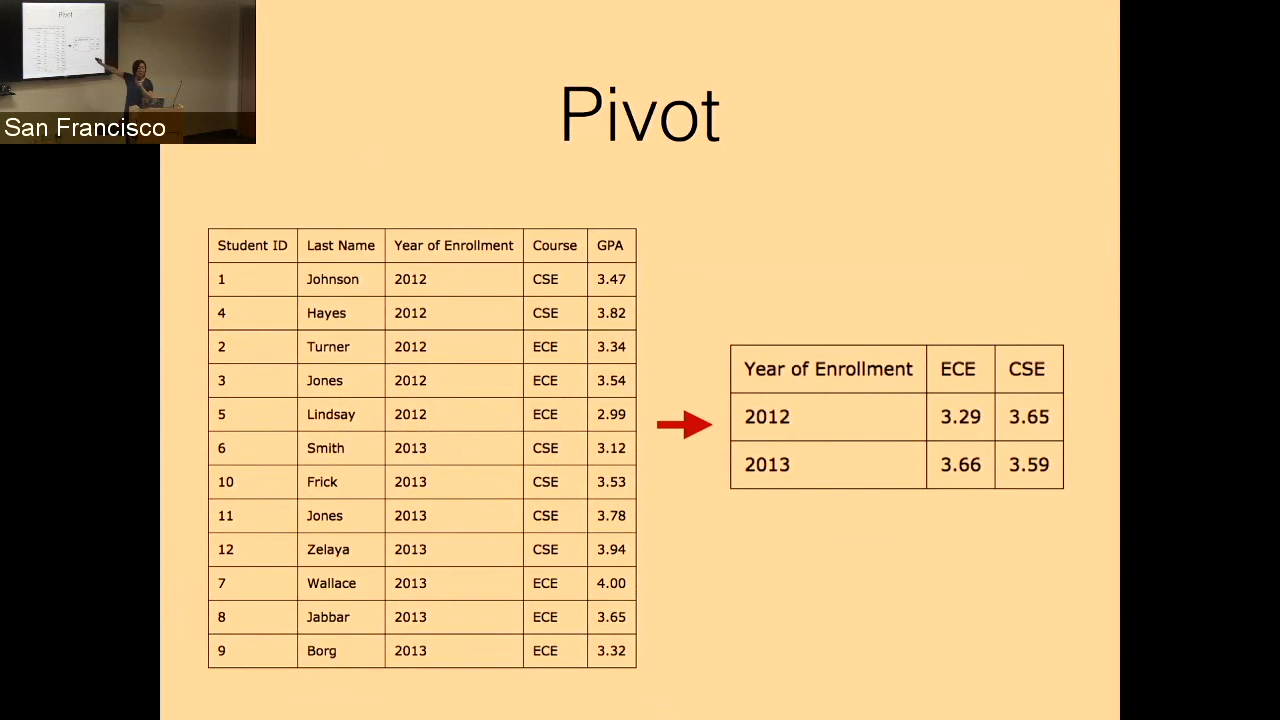 Pivot
San Francisco
Pivot
Student ID Last Name Year of Enrollment Course GPA
1 Johnson 2012 CSE 3.47
4 Hayes 2012 CSE 3.82
2 Turner 2012 ECE 3.34
3 Jones 2012 ECE 3.54
5 Lindsay 2012 ECE 2.99
6 Smith 2013 CSE 3.12
10 Frick 2013 CSE 3.53
11 Jones 2013 CSE 3.78
12 Zelaya 2013 CSE 3.94
7 Wallace 2013 ECE 4.00
8 Jabbar 2013 ECE 3.65
9 Borg 2013 ECE 3.32
Year of Enrollment ECE CSE
2012 3.29 3.65
2013 3.66 3.59